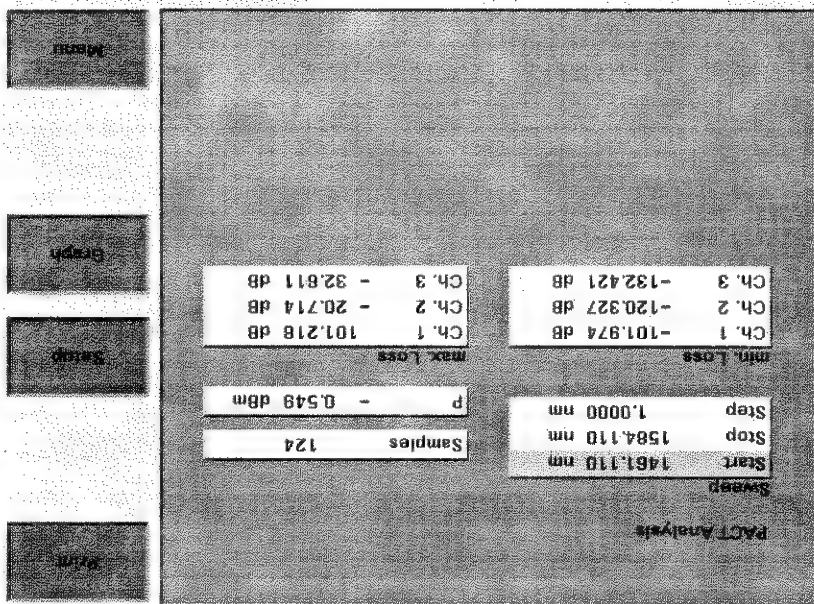 PACT Analysis
Sweep
Start 1461.110 nm
Stop 1584.110 nm
Step 1.0000 nm
Samples 124
P - 0.549 dBm
min. Loss
Ch. 1 -101.974 dB
Ch. 2 -120.327 dB
Ch. 3 -132.421 dB
max. Loss
Ch. 1 101.218 dB
Ch. 2 - 20.714 dB
Ch. 3 - 32.811 dB
Print
Setup
Graph
Menu